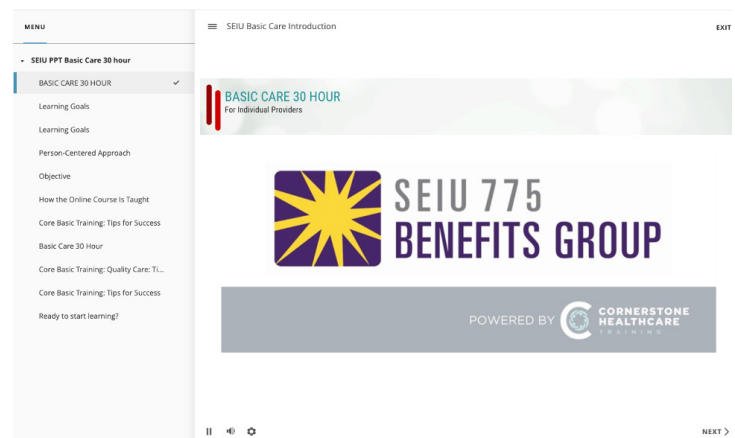 MENU
SEIU PPT Basic Care 30 hour
BASIC CARE 30 HOUR
Learning Goals
Learning Goals
Person-Centered Approach
Objective
How the Online Course Is Taught
Core Basic Training: Tips for Success
Basic Care 30 Hour
Core Basic Training: Quality Care: Ti...
Core Basic Training: Tips for Success
Ready to start learning?
SEIU Basic Care Introduction
EXIT
BASIC CARE 30 HOUR
For Individual Providers
SEIU 775
BENEFITS GROUP
POWERED BY
CORNERSTONE
HEALTHCARE
TRAINING
NEXT